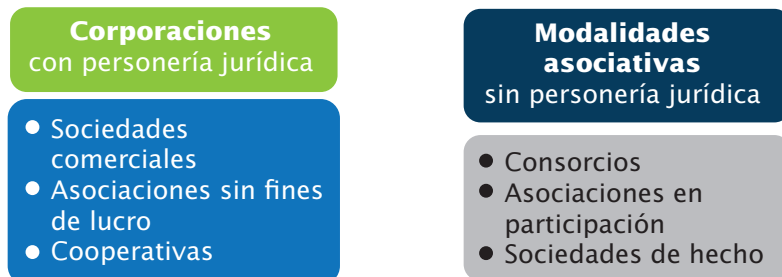 Corporaciones
con personería jurídica
● Sociedades
comerciales
● Asociaciones sin fines
de lucro
● Cooperativas
Modalidades
asociativas
sin personería jurídica
● Consorcios
● Asociaciones en
participación
● Sociedades de hecho